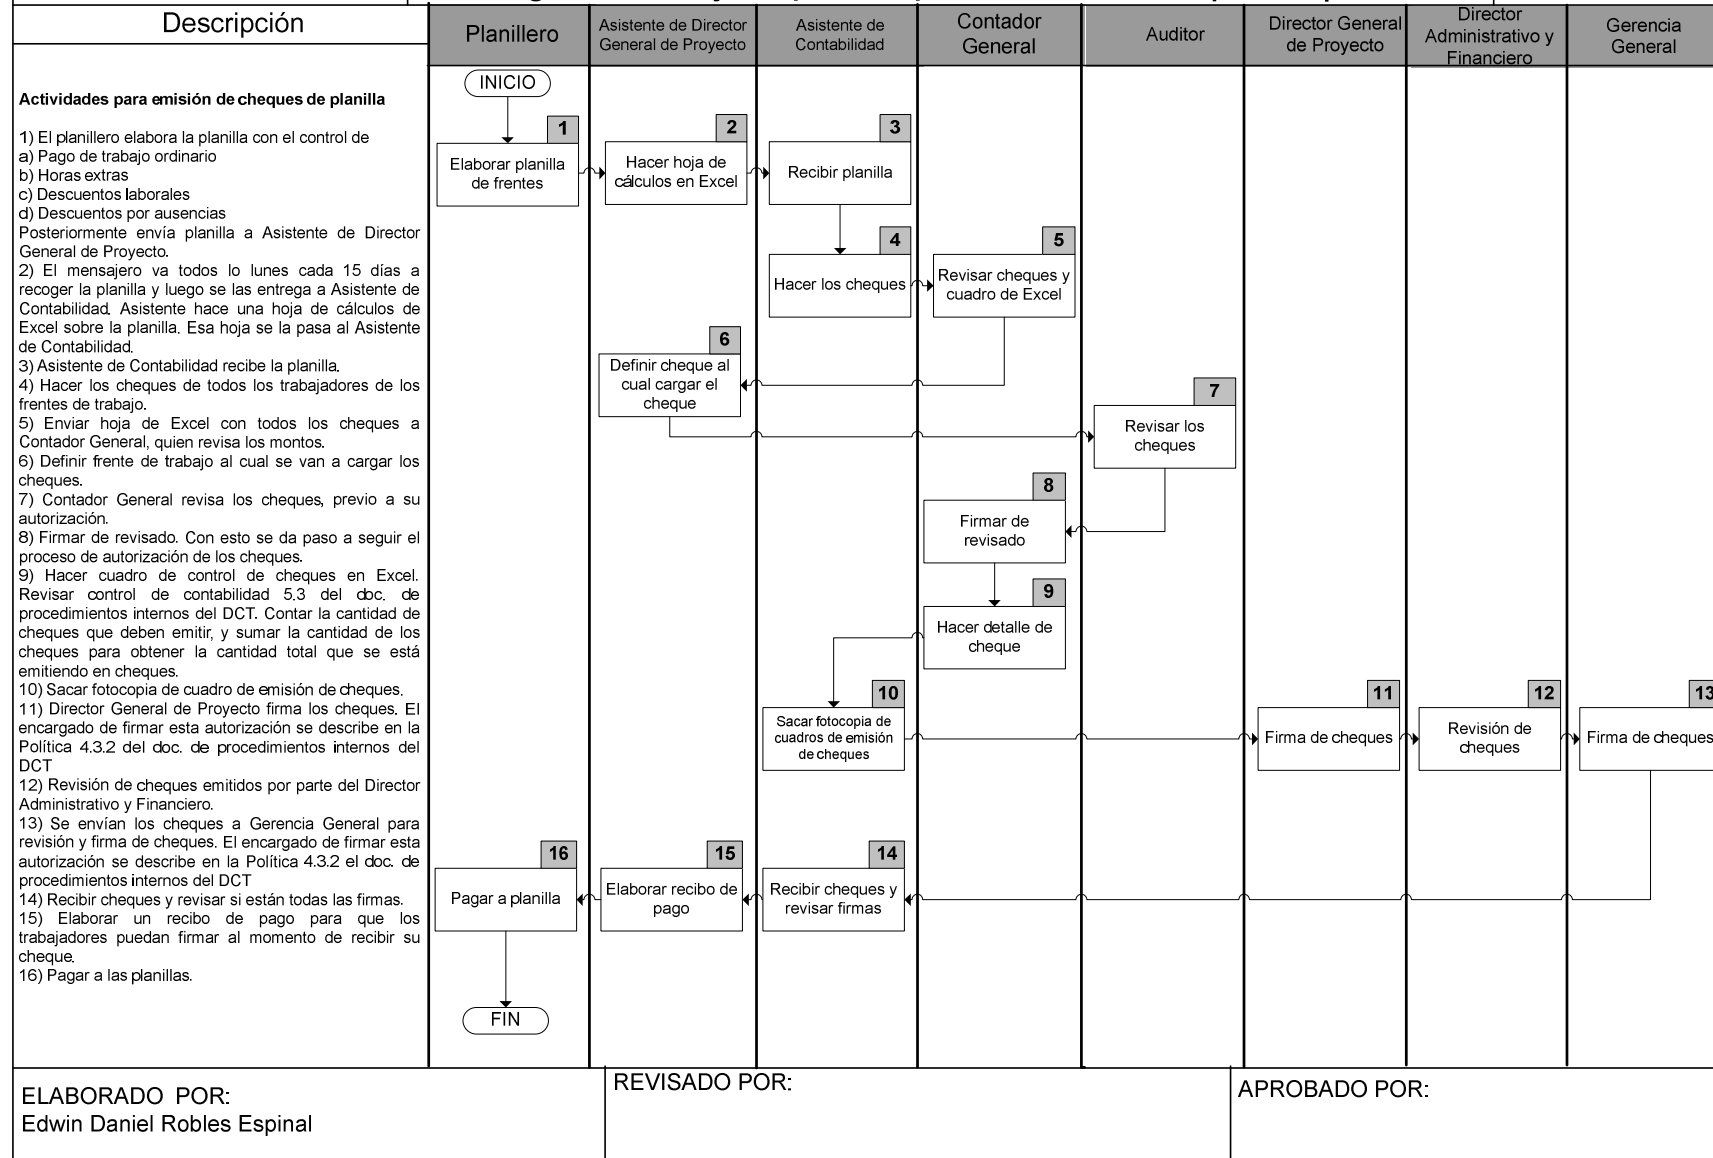 Descripción
Planillero
Asistente de Director
General de Proyecto
Asistente de
Contabilidad
Contador
General
Auditor
Director General
de Proyecto
Director
Administrativo y
Financiero
Gerencia
General
Actividades para emisión de cheques de planilla
1) El planillero elabora la planilla con el control de
a) Pago de trabajo ordinario
b) Horas extras
c) Descuentos laborales
d) Descuentos por ausencias
Posteriormente envía planilla a Asistente de Director
General de Proyecto.
2) El mensajero va todos lo lunes cada 15 días a
recoger la planilla y luego se las entrega a Asistente de
Contabilidad. Asistente hace una hoja de cálculos de
Excel sobre la planilla. Esa hoja se la pasa al Asistente
de Contabilidad.
3) Asistente de Contabilidad recibe la planilla.
4) Hacer los cheques de todos los trabajadores de los
frentes de trabajo.
5) Enviar hoja de Excel con todos los cheques a
Contador General, quien revisa los montos.
6) Definir frente de trabajo al cual se van a cargar los
cheques.
7) Contador General revisa los cheques, previo a su
autorización.
8) Firmar de revisado. Con esto se da paso a seguir el
proceso de autorización de los cheques.
9) Hacer cuadro de control de cheques en Excel.
Revisar control de contabilidad 5.3 del doc. de
procedimientos internos del DCT. Contar la cantidad de
cheques que deben emitir, y sumar la cantidad de los
cheques para obtener la cantidad total que se está
emitiendo en cheques.
10) Sacar fotocopia de cuadro de emisión de cheques.
11) Director General de Proyecto firma los cheques. El
encargado de firmar esta autorización se describe en la
Política 4.3.2 del doc. de procedimientos internos del
DCT
12) Revisión de cheques emitidos por parte del Director
Administrativo y Financiero.
13) Se envían los cheques a Gerencia General para
revisión y firma de cheques. El encargado de firmar esta
autorización se describe en la Política 4.3.2 el doc. de
procedimientos internos del DCT
14) Recibir cheques y revisar si están todas las firmas.
15) Elaborar un recibo de pago para que los
trabajadores puedan firmar al momento de recibir su
cheque.
16) Pagar a las planillas.
INICIO
1
Elaborar planilla
de frentes
2
Hacer hoja de
cálculos en Excel
3
Recibir planilla
4
Hacer los cheques
5
Revisar cheques y
cuadro de Excel
6
Definir cheque al
cual cargar el
cheque
7
Revisar los
cheques
8
Firmar de
revisado
9
Hacer detalle de
cheque
10
Sacar fotocopia de
cuadros de emisión
de cheques
11
Firma de cheques
12
Revisión de
cheques
13
Firma de cheques
14
Recibir cheques y
revisar firmas
15
Elaborar recibo de
pago
16
Pagar a planilla
FIN
ELABORADO POR:
Edwin Daniel Robles Espinal
REVISADO POR:
APROBADO POR: